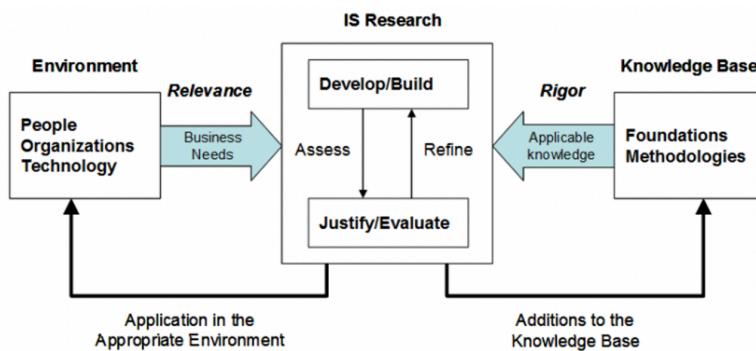 IS Research
Environment
Knowledge Base
Relevance
Rigor
People
Organizations
Technology
Business
Needs
Develop/Build
Assess
Refine
Justify/Evaluate
Applicable
knowledge
Foundations
Methodologies
Application in the
Appropriate Environment
Additions to the
Knowledge Base